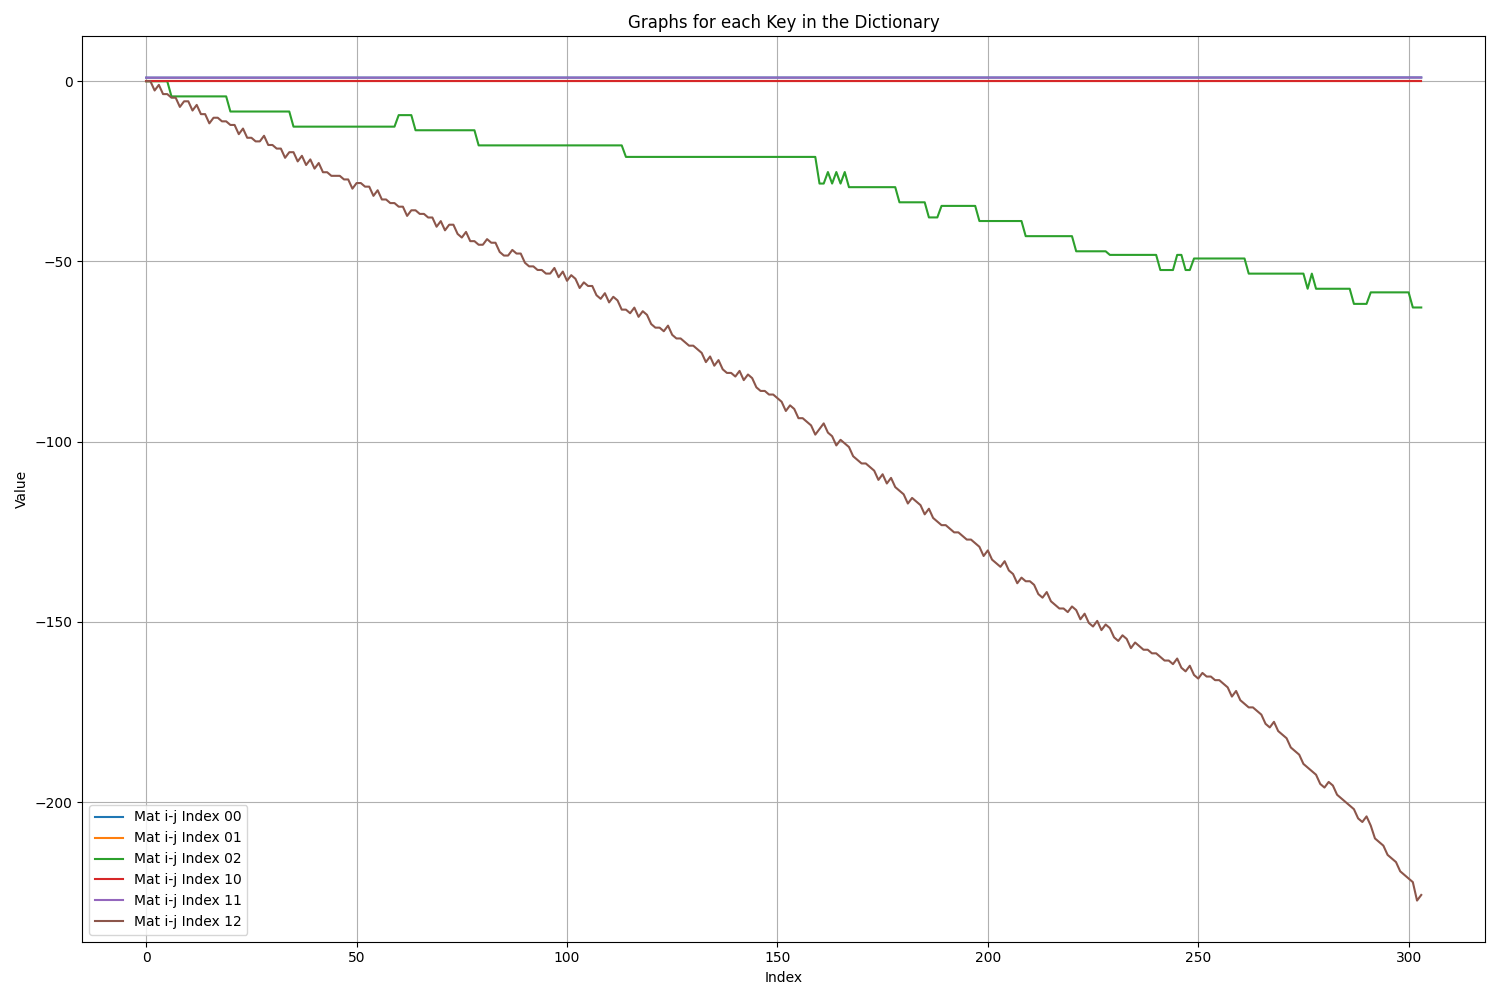 Graphs for each Key in the Dictionary
0
−50
−100
−150
−200
Value
Mat i-j Index 00
Mat i-j Index 01
Mat i-j Index 02
Mat i-j Index 10
Mat i-j Index 11
Mat i-j Index 12
0 50 100 150 200 250 300
Index